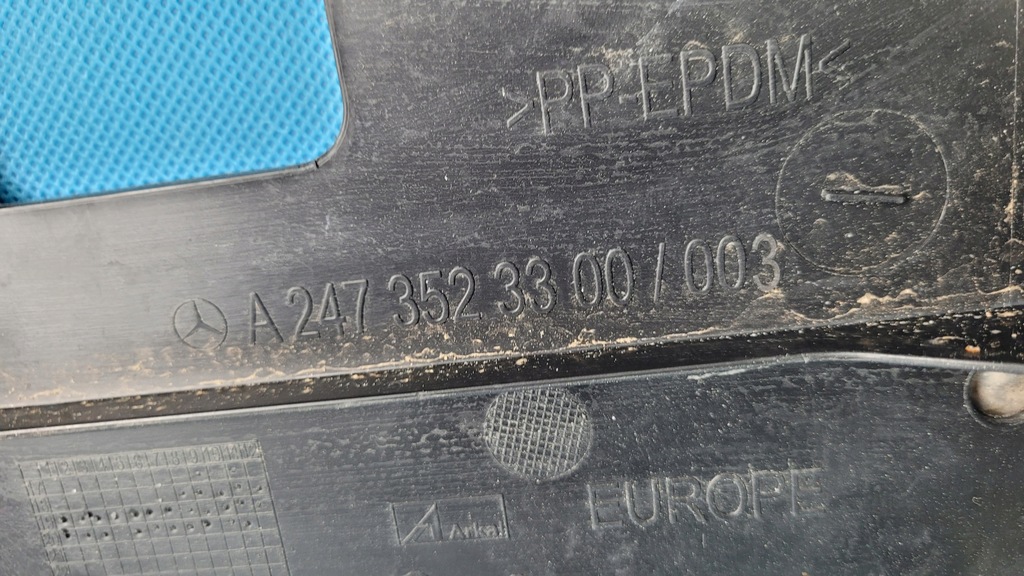 >PP-EPDM<
A 247 352 33 00 / 003
EUROPE